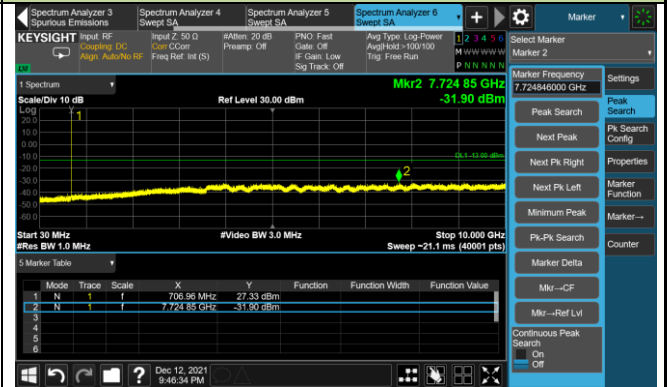 Spectrum Analyzer 3
Spurious Emissions
Spectrum Analyzer 4
Swept SA
Spectrum Analyzer 5
Swept SA
Spectrum Analyzer 6
Swept SA
Marker
KEYSIGHT
Input: RF
Coupling: DC
Align: Auto/No RF
Input Z: 50 Ω
Corr CCorr
Freq Ref: Int (S)
#Atten: 20 dB
Preamp: Off
PNO: Fast
Gate: Off
IF Gain: Low
Sig Track: Off
Avg Type: Log-Power
Avg|Hold:>100/100
Trig: Free Run
1 2 3 4 5 6
M W W W W W
P N N N N N
Select Marker
Marker 2
1 Spectrum
Mkr2 7.724 85 GHz
-31.90 dBm
Scale/Div 10 dB
Ref Level 30.00 dBm
Log
20.0
10.0
0.00
-10.0
-20.0
-30.0
-40.0
-50.0
-60.0
1
2
DL1 -13.00 dBm
Start 30 MHz
#Res BW 1.0 MHz
#Video BW 3.0 MHz
Stop 10.000 GHz
Sweep ~21.1 ms (40001 pts)
5 Marker Table
Mode Trace Scale X Y Function Function Width Function Value
1 N 1 f 706.96 MHz 27.33 dBm
2 N 1 f 7.724 85 GHz -31.90 dBm
3
4
5
6
Dec 12, 2021
9:46:34 PM
Marker Frequency
7.724846000 GHz
Peak Search
Next Peak
Next Pk Right
Next Pk Left
Minimum Peak
Pk-Pk Search
Marker Delta
Mkr→CF
Mkr→Ref Lvl
Continuous Peak
Search
On
Off
Settings
Peak
Search
Pk Search
Config
Properties
Marker
Function
Marker→
Counter